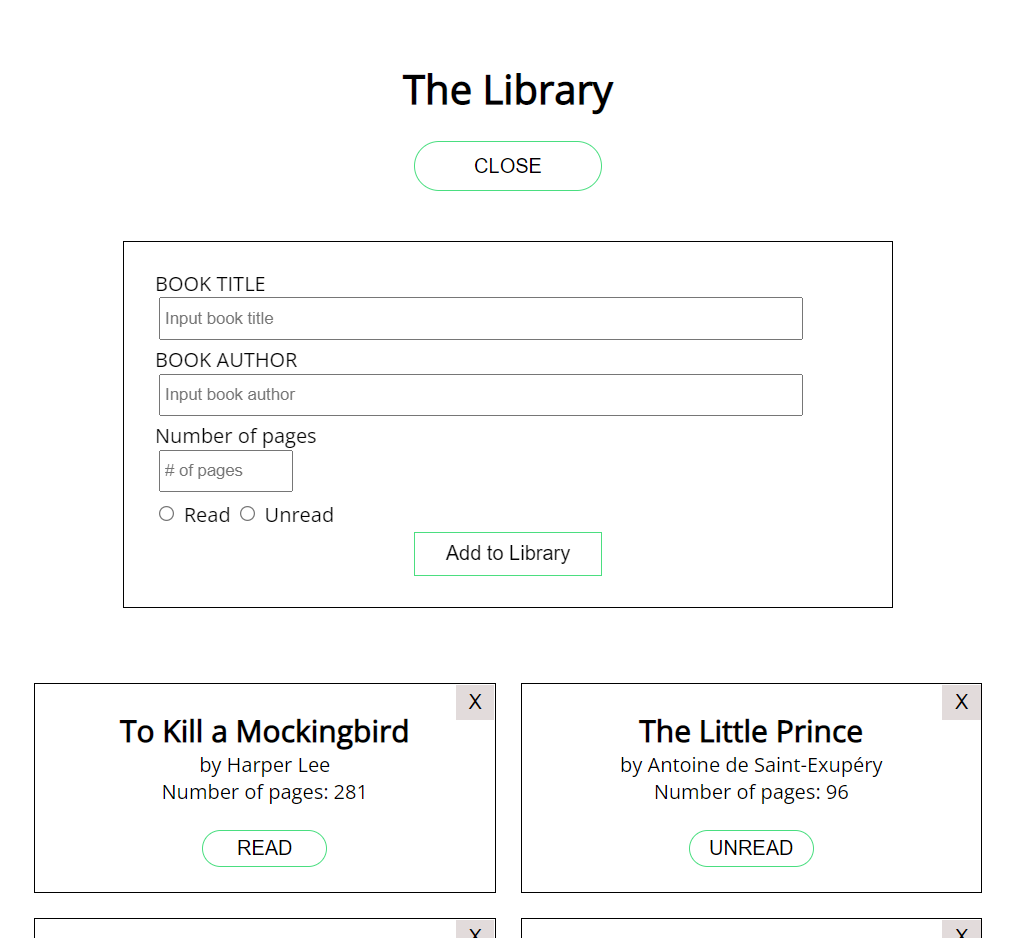 The Library
CLOSE
BOOK TITLE
Input book title
BOOK AUTHOR
Input book author
Number of pages
# of pages
Read Unread
Add to Library
X
To Kill a Mockingbird
by Harper Lee
Number of pages: 281
READ
X
The Little Prince
by Antoine de Saint-Exupéry
Number of pages: 96
UNREAD
X
X